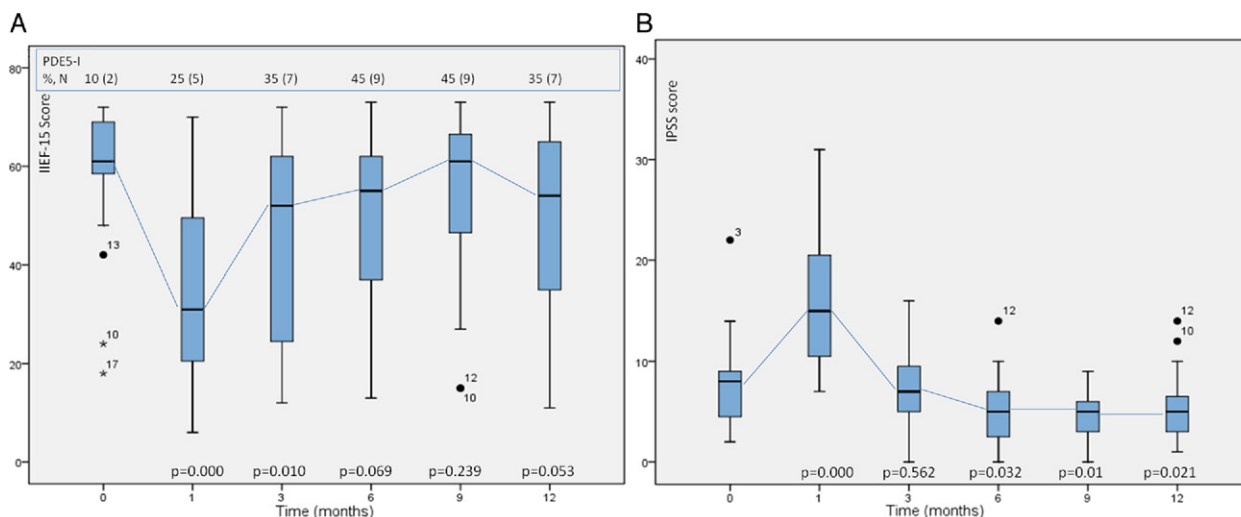 A
PDE5-I
%, N 10 (2) 25 (5) 35 (7) 45 (9) 45 (9) 35 (7)
IIEF-15 Score
80
60
40
20
0
13
10
17
12
10
p=0.000 p=0.010 p=0.069 p=0.239 p=0.053
0 1 3 6 9 12
Time (months)
B
IPSS score
40
30
20
10
0
3
12
12
10
p=0.000 p=0.562 p=0.032 p=0.01 p=0.021
0 1 3 6 9 12
Time (months)